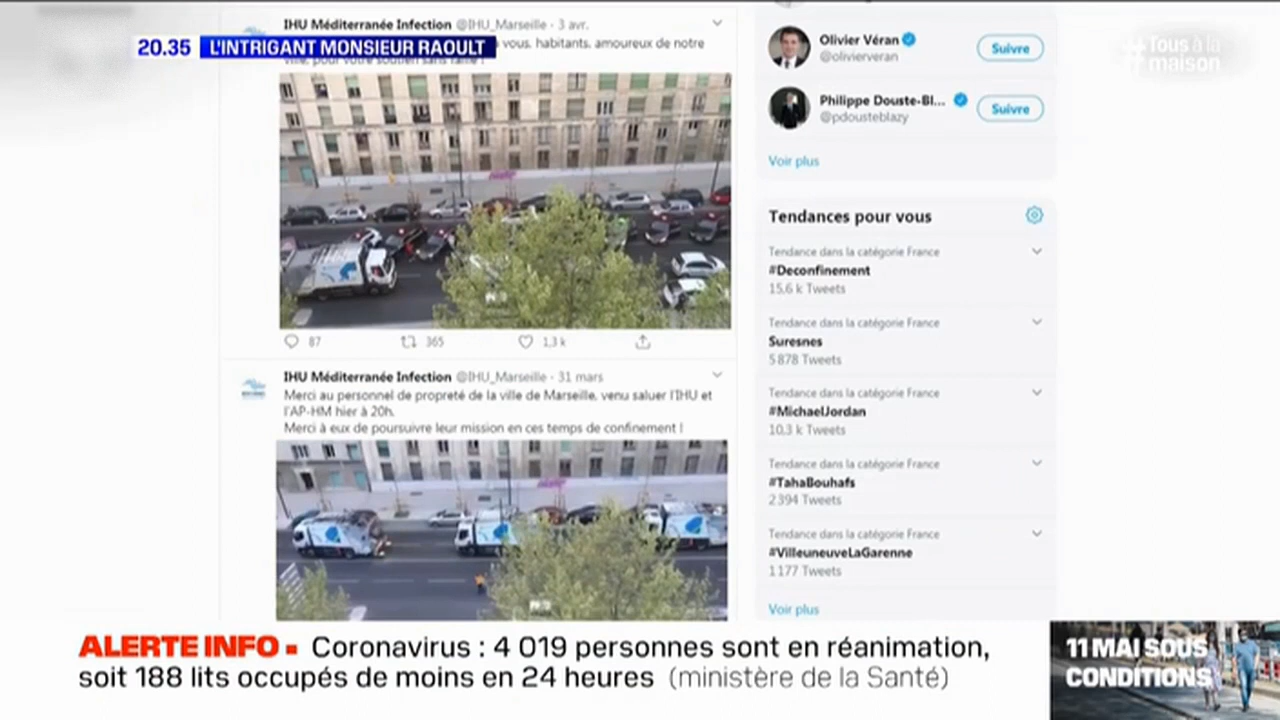 IHU Méditerranée Infection @IHU_Marseille · 3 avr.
20.35 L'INTRIGANT MONSIEUR RAOULT
vous, habitants, amoureux de notre
ville, pour votre soutien sans faille !
87 365 1,3 k
IHU Méditerranée Infection @IHU_Marseille · 31 mars
Merci au personnel de propreté de la ville de Marseille, venu saluer l'IHU et
l'AP-HM hier à 20h.
Merci à eux de poursuivre leur mission en ces temps de confinement !
Olivier Véran
@olivierveran
Suivre
Philippe Douste-Bl...
@pdousteblazy
Suivre
Voir plus
Tendances pour vous
Tendance dans la catégorie France
#Deconfinement
15,6 k Tweets
Tendance dans la catégorie France
Suresnes
5 878 Tweets
Tendance dans la catégorie France
#MichaelJordan
10,3 k Tweets
Tendance dans la catégorie France
#TahaBouhafs
2 394 Tweets
Tendance dans la catégorie France
#VilleuneuveLaGarenne
1 177 Tweets
Voir plus
#Tous à la
maison
ALERTE INFO Coronavirus : 4 019 personnes sont en réanimation,
soit 188 lits occupés de moins en 24 heures (ministère de la Santé)
11 MAI SOUS
CONDITIONS